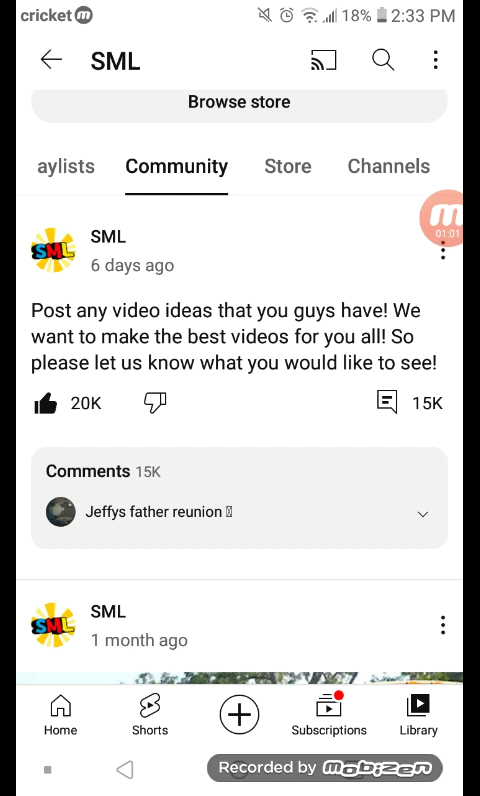 cricket m 18% 2:33 PM
SML
Browse store
aylists Community Store Channels
01:01
SML
SML
6 days ago
Post any video ideas that you guys have! We
want to make the best videos for you all! So
please let us know what you would like to see!
20K 15K
Comments 15K
Jeffys father reunion
SML
SML
1 month ago
Home Shorts Subscriptions Library
Recorded by mobizen